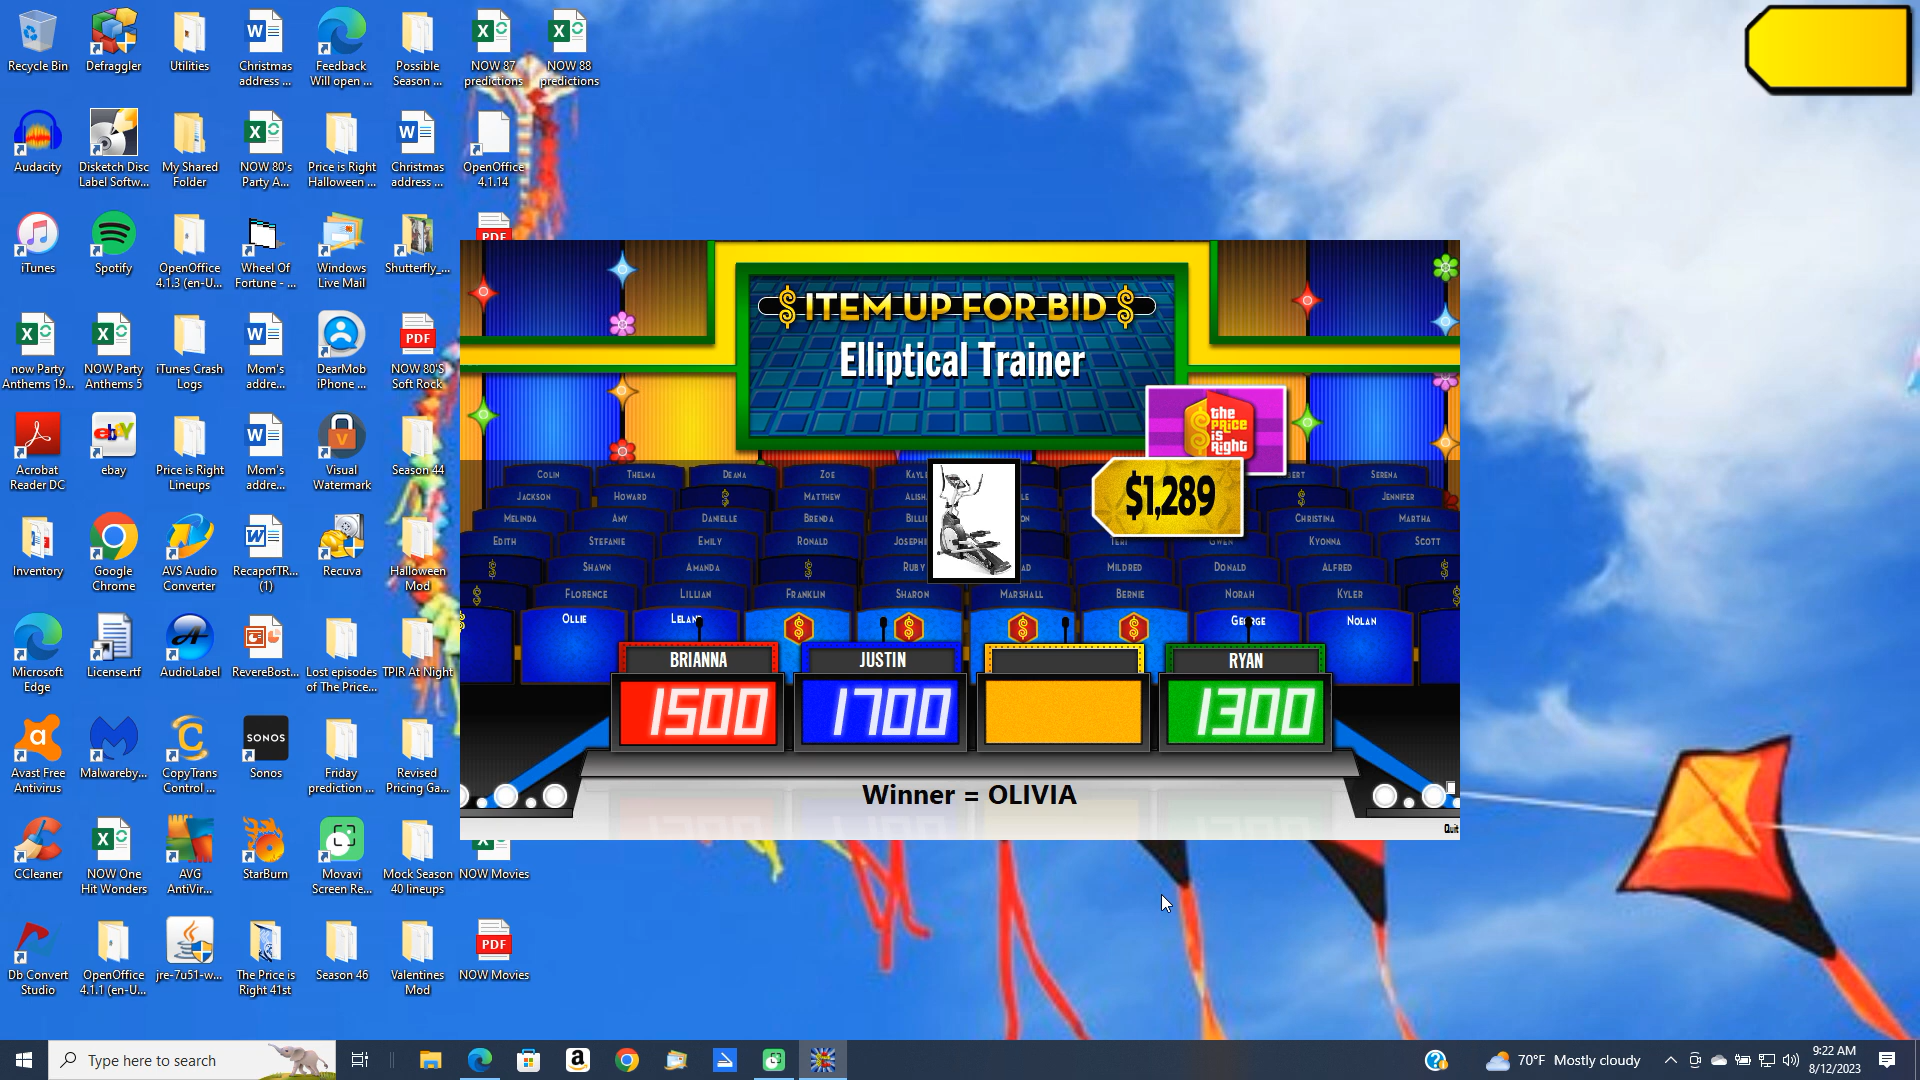 Recycle Bin
Defraggler
Utilities
Christmas
address ...
Feedback
Will open ...
Possible
Season ...
NOW 87
predictions
NOW 88
predictions
Audacity
Disketch Disc
Label Softw...
My Shared
Folder
NOW 80's
Party A...
Price is Right
Halloween ...
Christmas
address ...
OpenOffice
4.1.14
iTunes
Spotify
OpenOffice
4.1.3 (en-U...
Wheel Of
Fortune - ...
Windows
Live Mail
Shutterfly_...
PDF
now Party
Anthems 19...
NOW Party
Anthems 5
iTunes Crash
Logs
Mom's
addre...
DearMob
iPhone ...
PDF
NOW 80'S
Soft Rock
Acrobat
Reader DC
ebay
ebay
Price is Right
Lineups
Mom's
addre...
Visual
Watermark
Season 44
Inventory
Google
Chrome
AVS Audio
Converter
RecapofTR...
(1)
Recuva
Halloween
Mod
Microsoft
Edge
License.rtf
AudioLabel
RevereBost...
Lost episodes
of The Price...
TPIR At Night
Avast Free
Antivirus
Malwareby...
CopyTrans
Control ...
SONOS
Sonos
Friday
prediction ...
Revised
Pricing Ga...
CCleaner
NOW One
Hit Wonders
AVG
AntiVir...
StarBurn
Movavi
Screen Re...
Mock Season
40 lineups
NOW Movies
Db Convert
Studio
OpenOffice
4.1.1 (en-U...
jre-7u51-w...
The Price is
Right 41st
Season 46
Valentines
Mod
PDF
NOW Movies
$ ITEM UP FOR BID $
Elliptical Trainer
the
PRICE
is
Right
$1,289
COLIN THELMA DEANA ZOE SERENA
JACKSON HOWARD $ MATTHEW $ JENNIFER
MELINDA AMY DANIELLE BRENDA CHRISTINA MARTHA
EDITH STEFANIE EMILY RONALD GWEN KYONNA SCOTT
$ SHAWN AMANDA $ RUBY MILDRED DONALD ALFRED $
$ FLORENCE LILLIAN FRANKLIN SHARON MARSHALL BERNIE NORAH KYLER $
OLLIE $ $ $ $ GEORGE NOLAN
BRIANNA JUSTIN RYAN
1500 1700 1300
Winner = OLIVIA
Quit
Type here to search
70°F Mostly cloudy
9:22 AM
8/12/2023